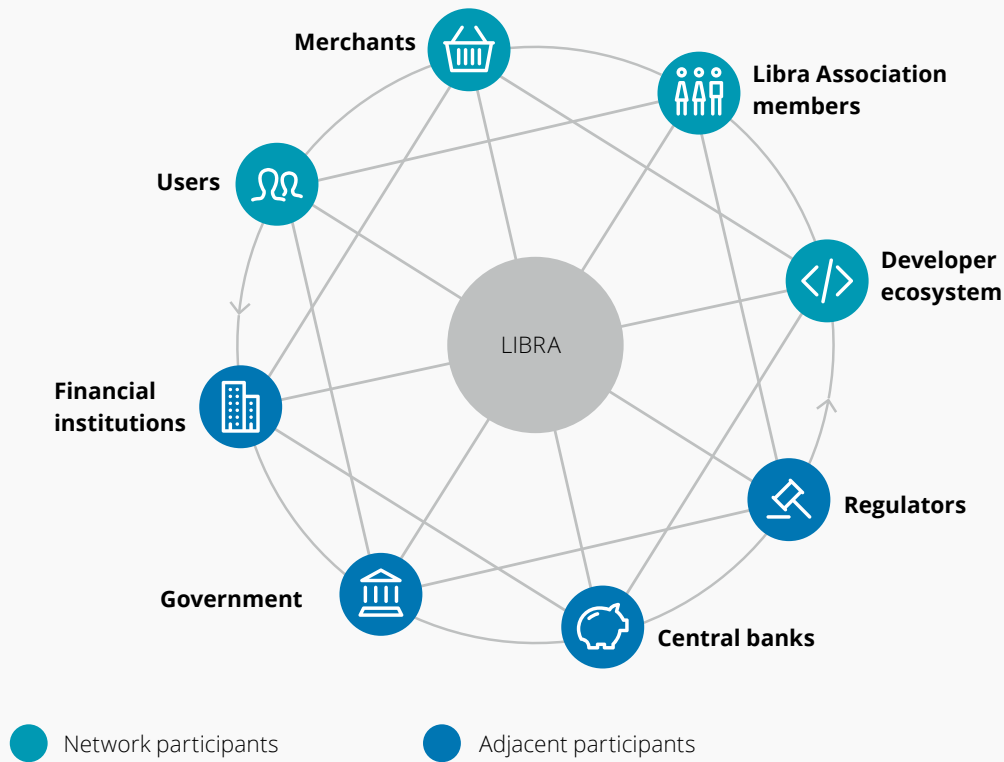 Merchants
Libra Association
members
Users
Developer
ecosystem
LIBRA
Financial
institutions
Regulators
Government
Central banks
Network participants
Adjacent participants